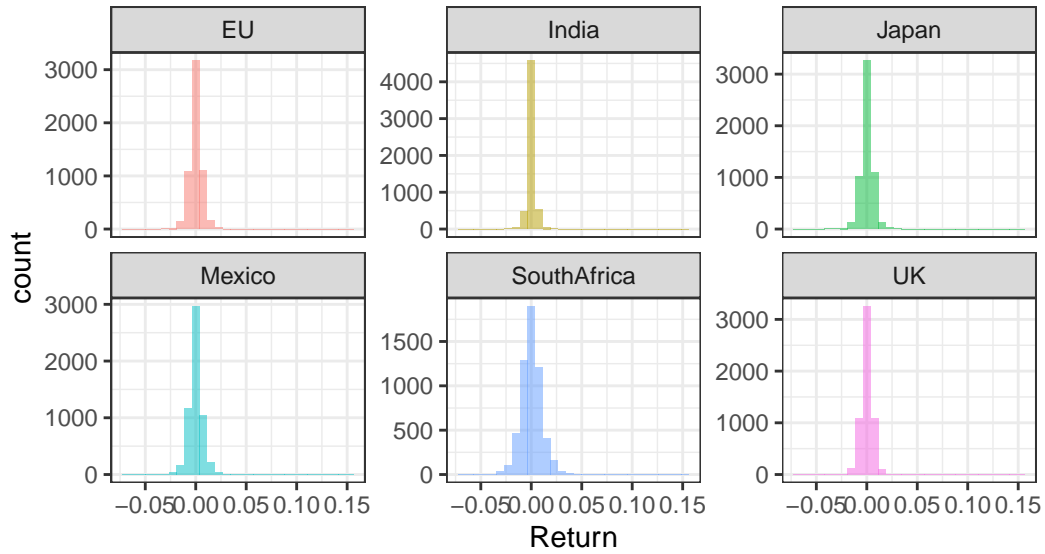 EU India Japan
3000 4000 3000
2000 3000 2000
1000 2000 1000
0 1000 0
0
Mexico SouthAfrica UK
3000 1500 3000
2000 1000 2000
1000 500 1000
0 0 0
−0.05 0.00 0.05 0.10 0.15 −0.05 0.00 0.05 0.10 0.15 −0.05 0.00 0.05 0.10 0.15
count
Return